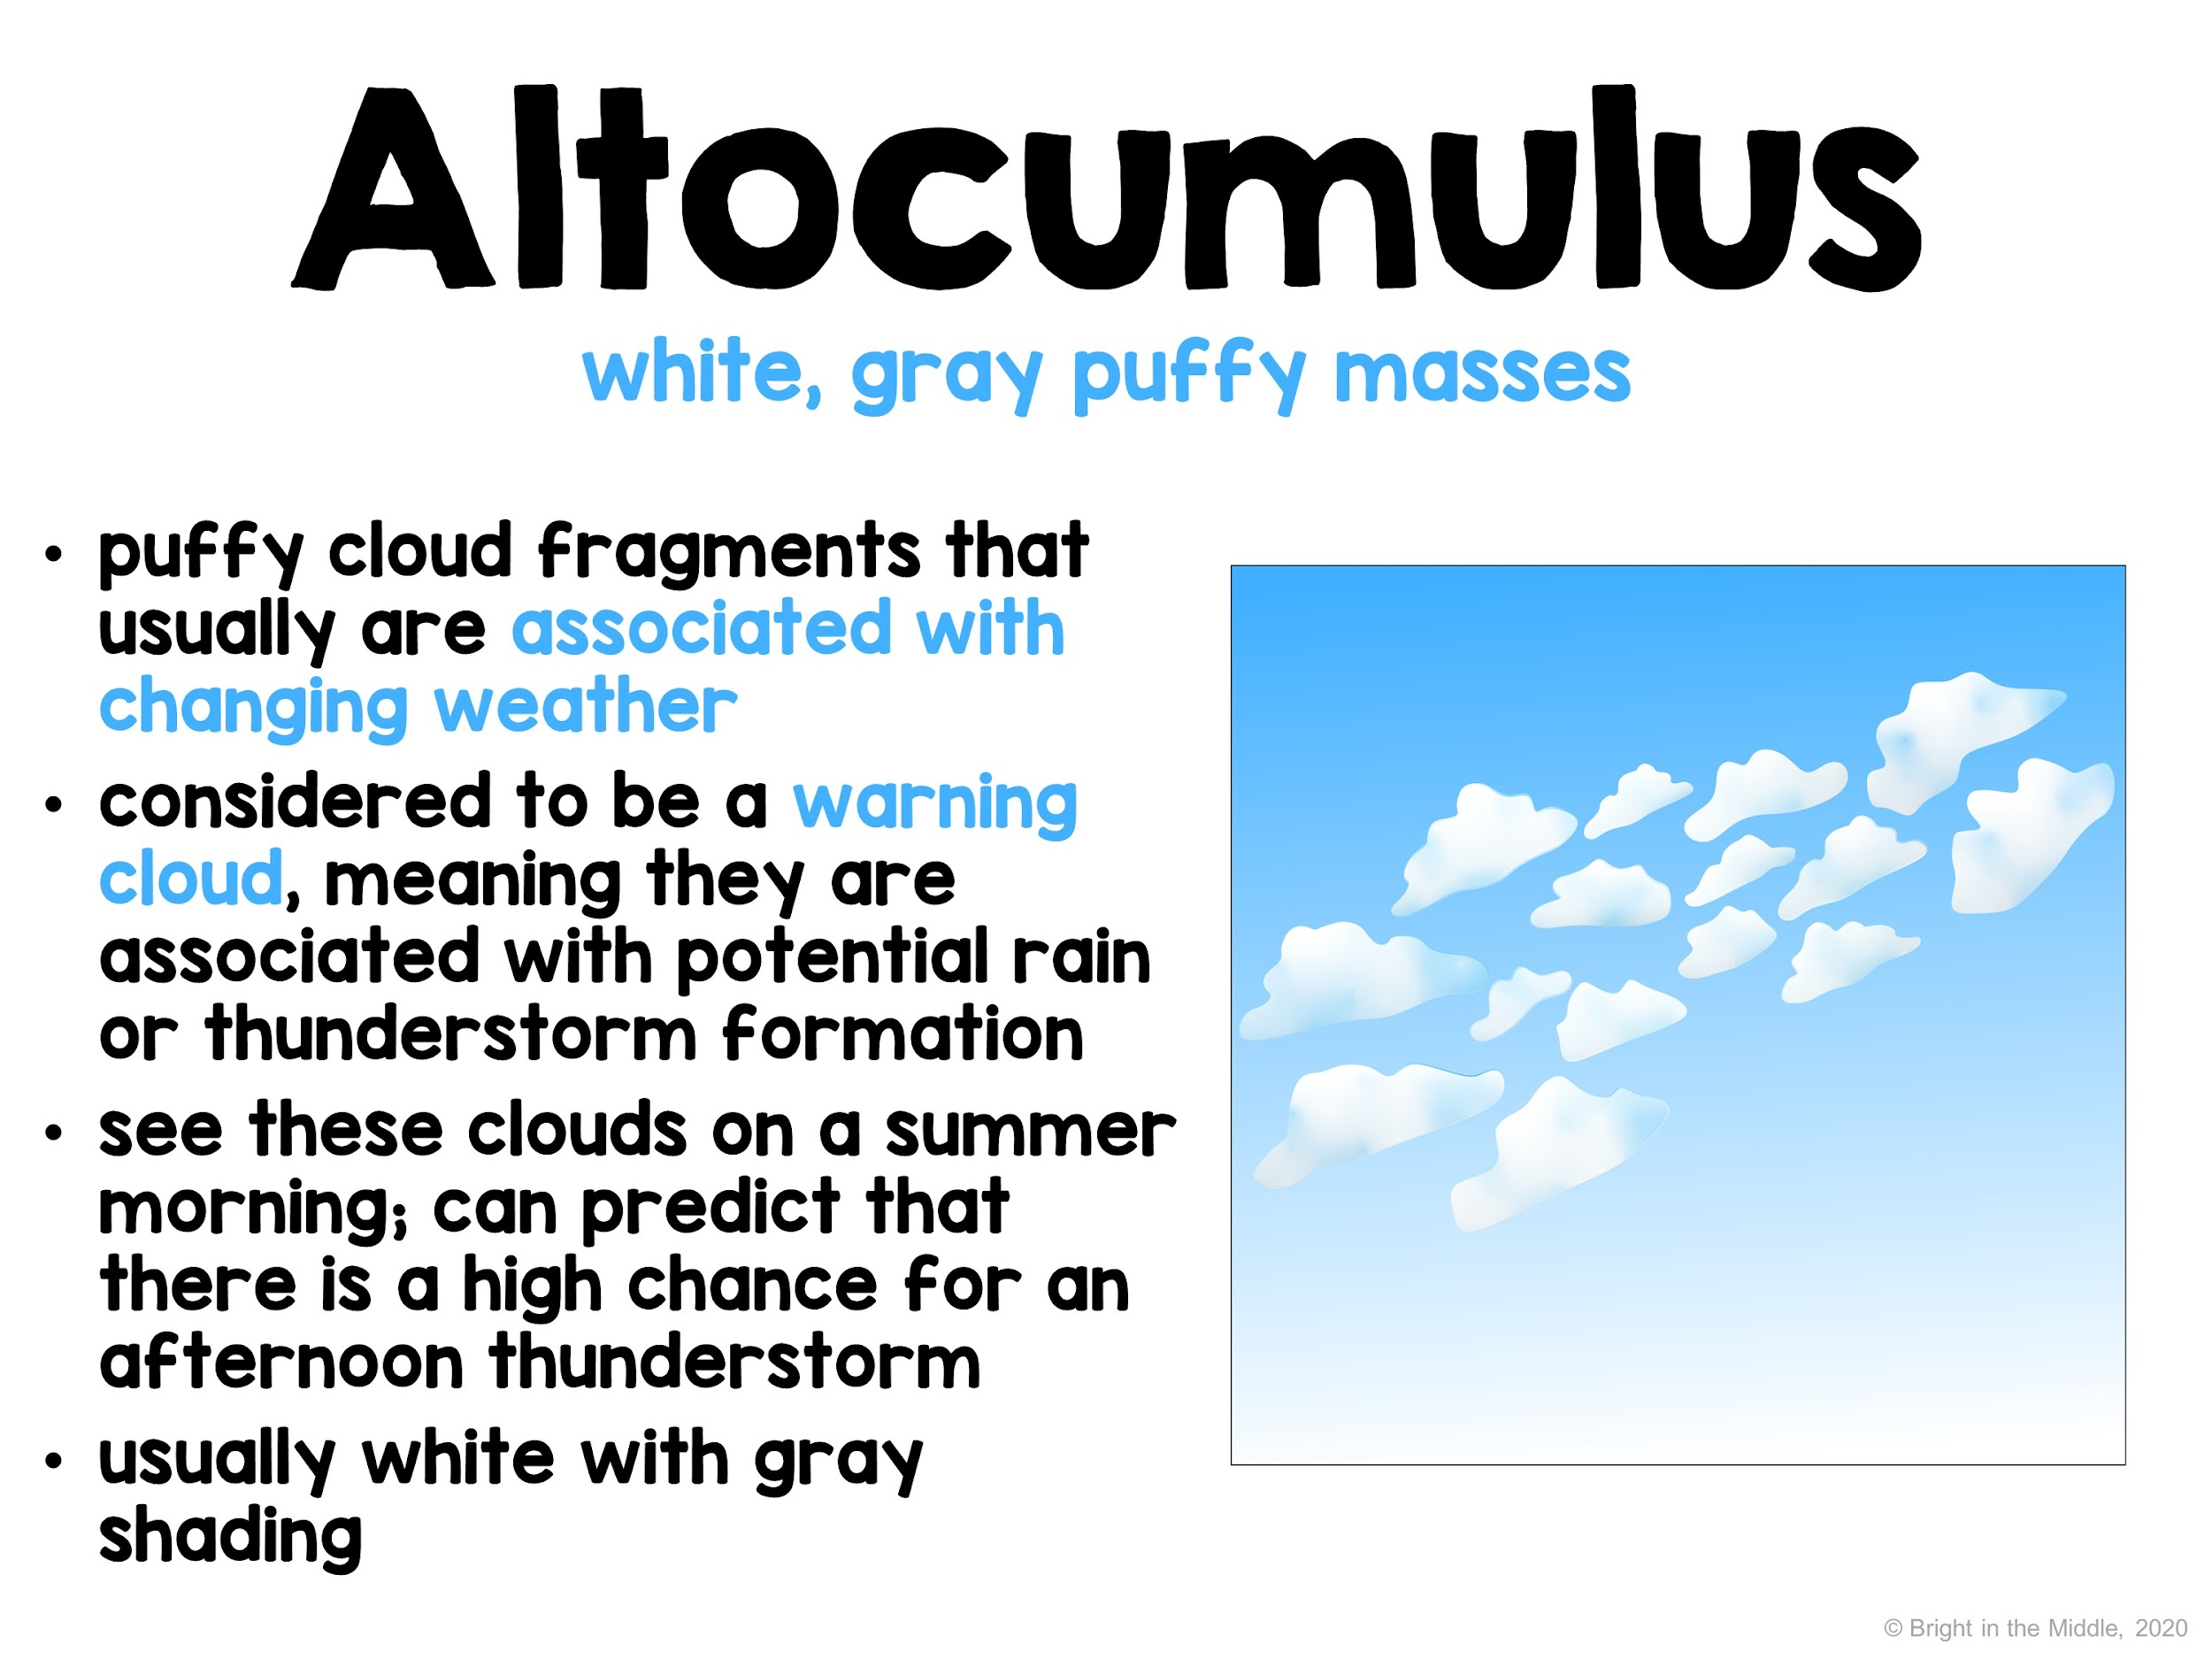 Altocumulus
white, gray puffy masses
• puffy cloud fragments that
usually are associated with
changing weather
• considered to be a warning
cloud, meaning they are
associated with potential rain
or thunderstorm formation
• see these clouds on a summer
morning; can predict that
there is a high chance for an
afternoon thunderstorm
• usually white with gray
shading
© Bright in the Middle, 2020